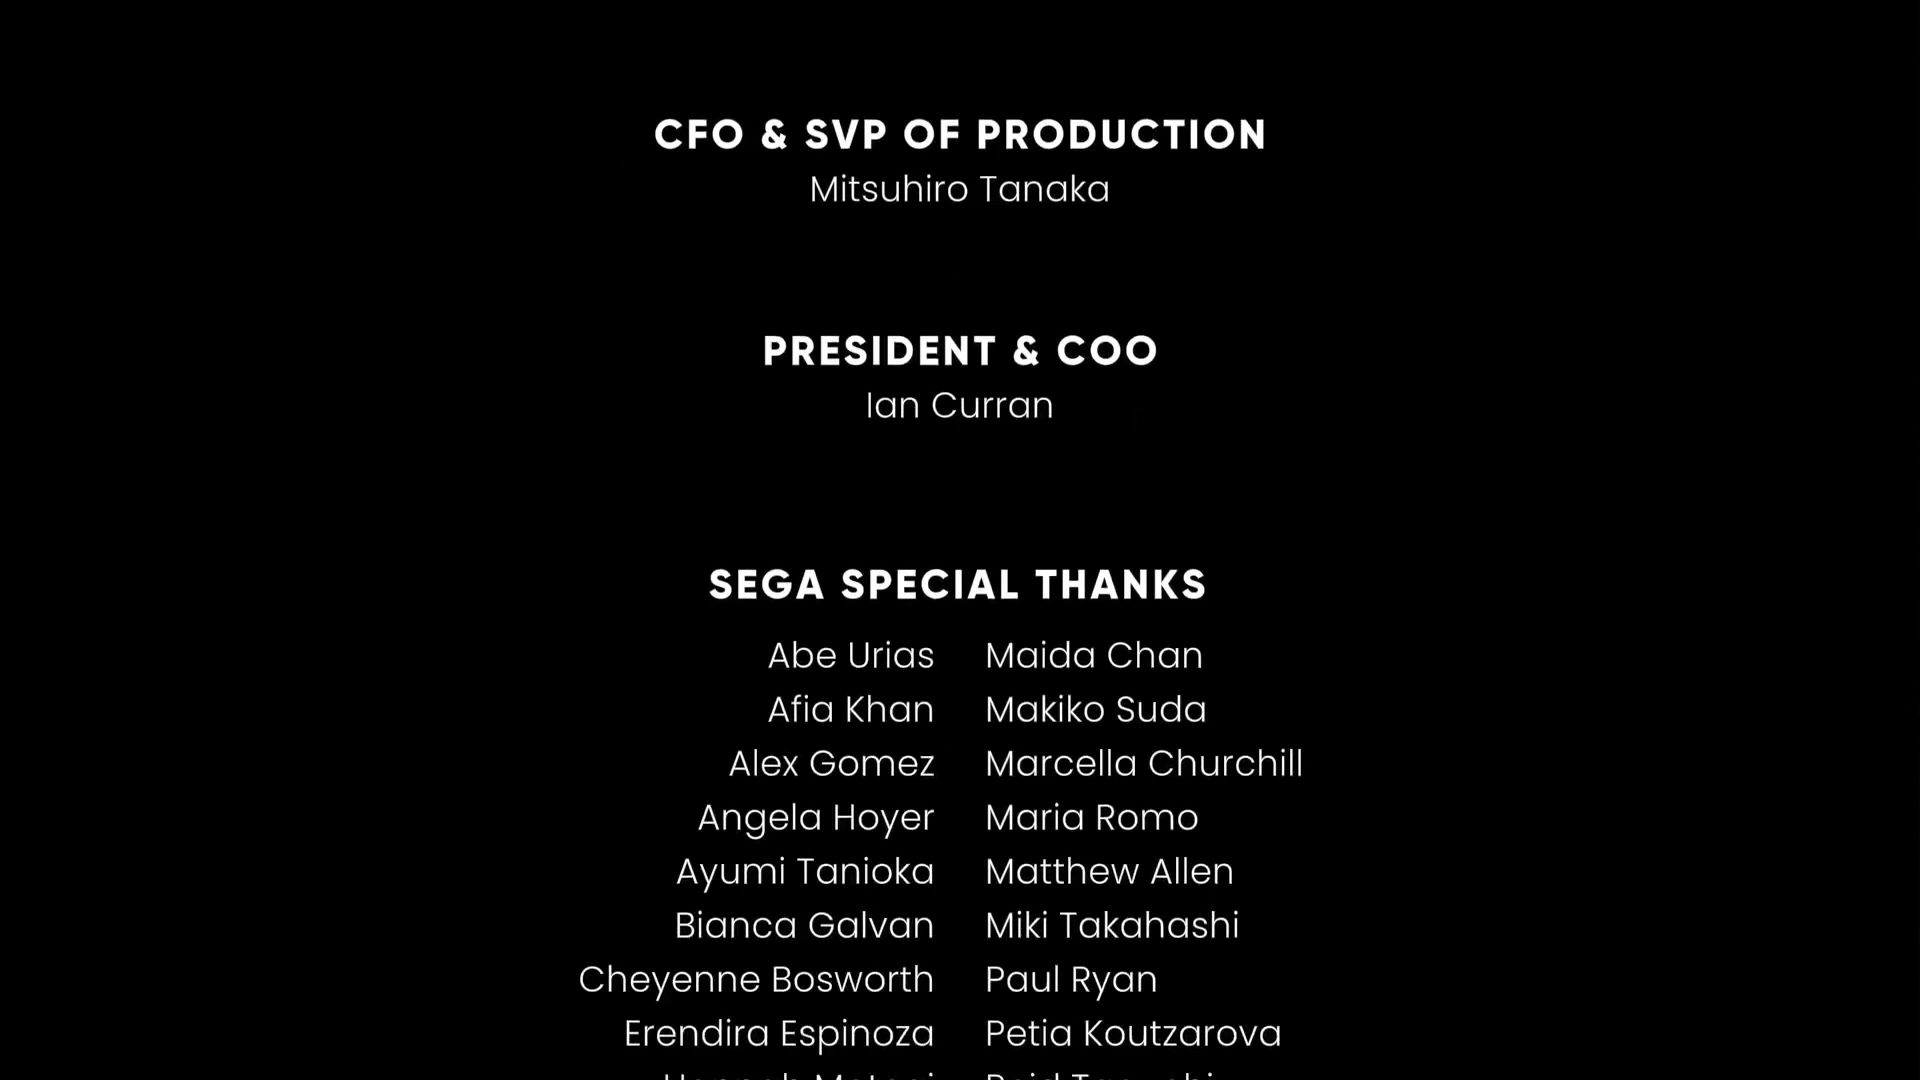 CFO & SVP OF PRODUCTION
Mitsuhiro Tanaka
PRESIDENT & COO
Ian Curran
SEGA SPECIAL THANKS
Abe Urias Maida Chan
Afia Khan Makiko Suda
Alex Gomez Marcella Churchill
Angela Hoyer Maria Romo
Ayumi Tanioka Matthew Allen
Bianca Galvan Miki Takahashi
Cheyenne Bosworth Paul Ryan
Erendira Espinoza Petia Koutzarova